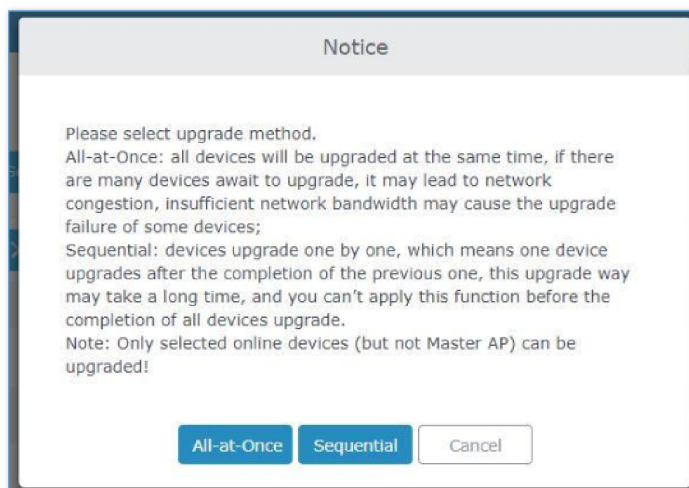 Notice
Please select upgrade method.
All-at-Once: all devices will be upgraded at the same time, if there
are many devices await to upgrade, it may lead to network
congestion, insufficient network bandwidth may cause the upgrade
failure of some devices;
Sequential: devices upgrade one by one, which means one device
upgrades after the completion of the previous one, this upgrade way
may take a long time, and you can’t apply this function before the
completion of all devices upgrade.
Note: Only selected online devices (but not Master AP) can be
upgraded!
All-at-Once Sequential Cancel